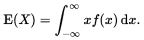 E(X) = ∫_{-∞}^{∞} x f(x) dx.